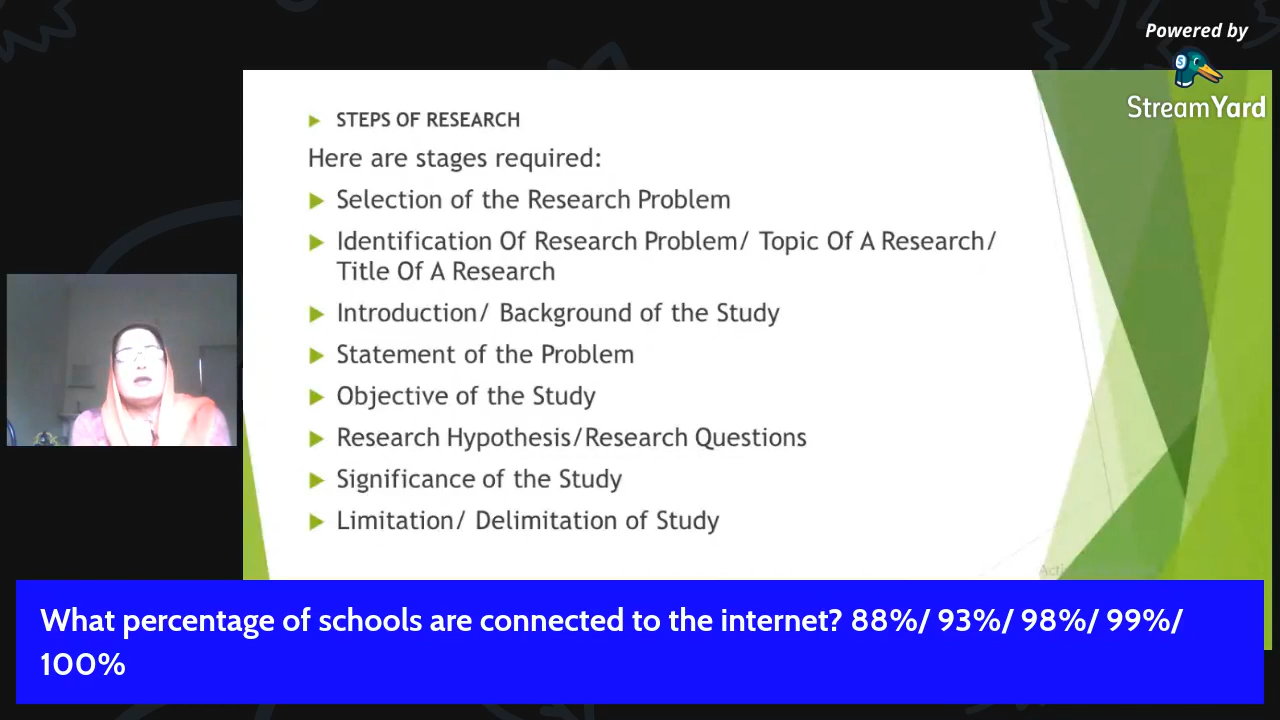 Powered by
StreamYard
STEPS OF RESEARCH
Here are stages required:
Selection of the Research Problem
Identification Of Research Problem/ Topic Of A Research/
Title Of A Research
Introduction/ Background of the Study
Statement of the Problem
Objective of the Study
Research Hypothesis/Research Questions
Significance of the Study
Limitation/ Delimitation of Study
What percentage of schools are connected to the internet? 88%/ 93%/ 98%/ 99%/
100%